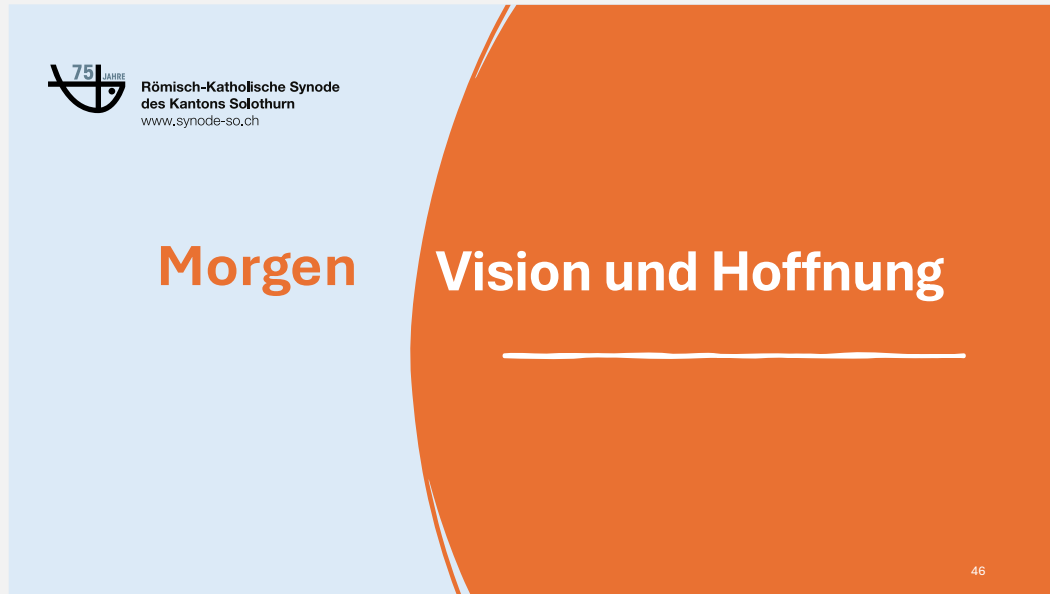 75 JAHRE
Römisch-Katholische Synode
des Kantons Solothurn
www.synode-so.ch
Morgen
Vision und Hoffnung
46